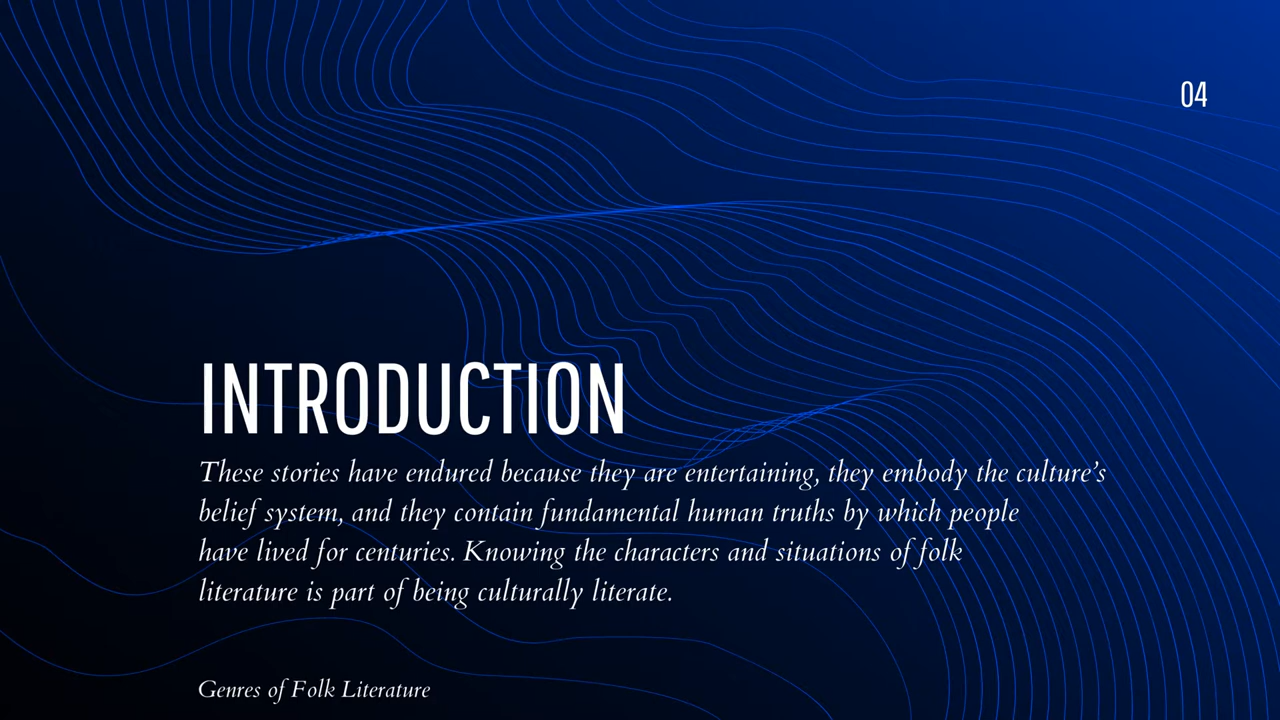 04
INTRODUCTION
These stories have endured because they are entertaining, they embody the culture’s
belief system, and they contain fundamental human truths by which people
have lived for centuries. Knowing the characters and situations of folk
literature is part of being culturally literate.
Genres of Folk Literature